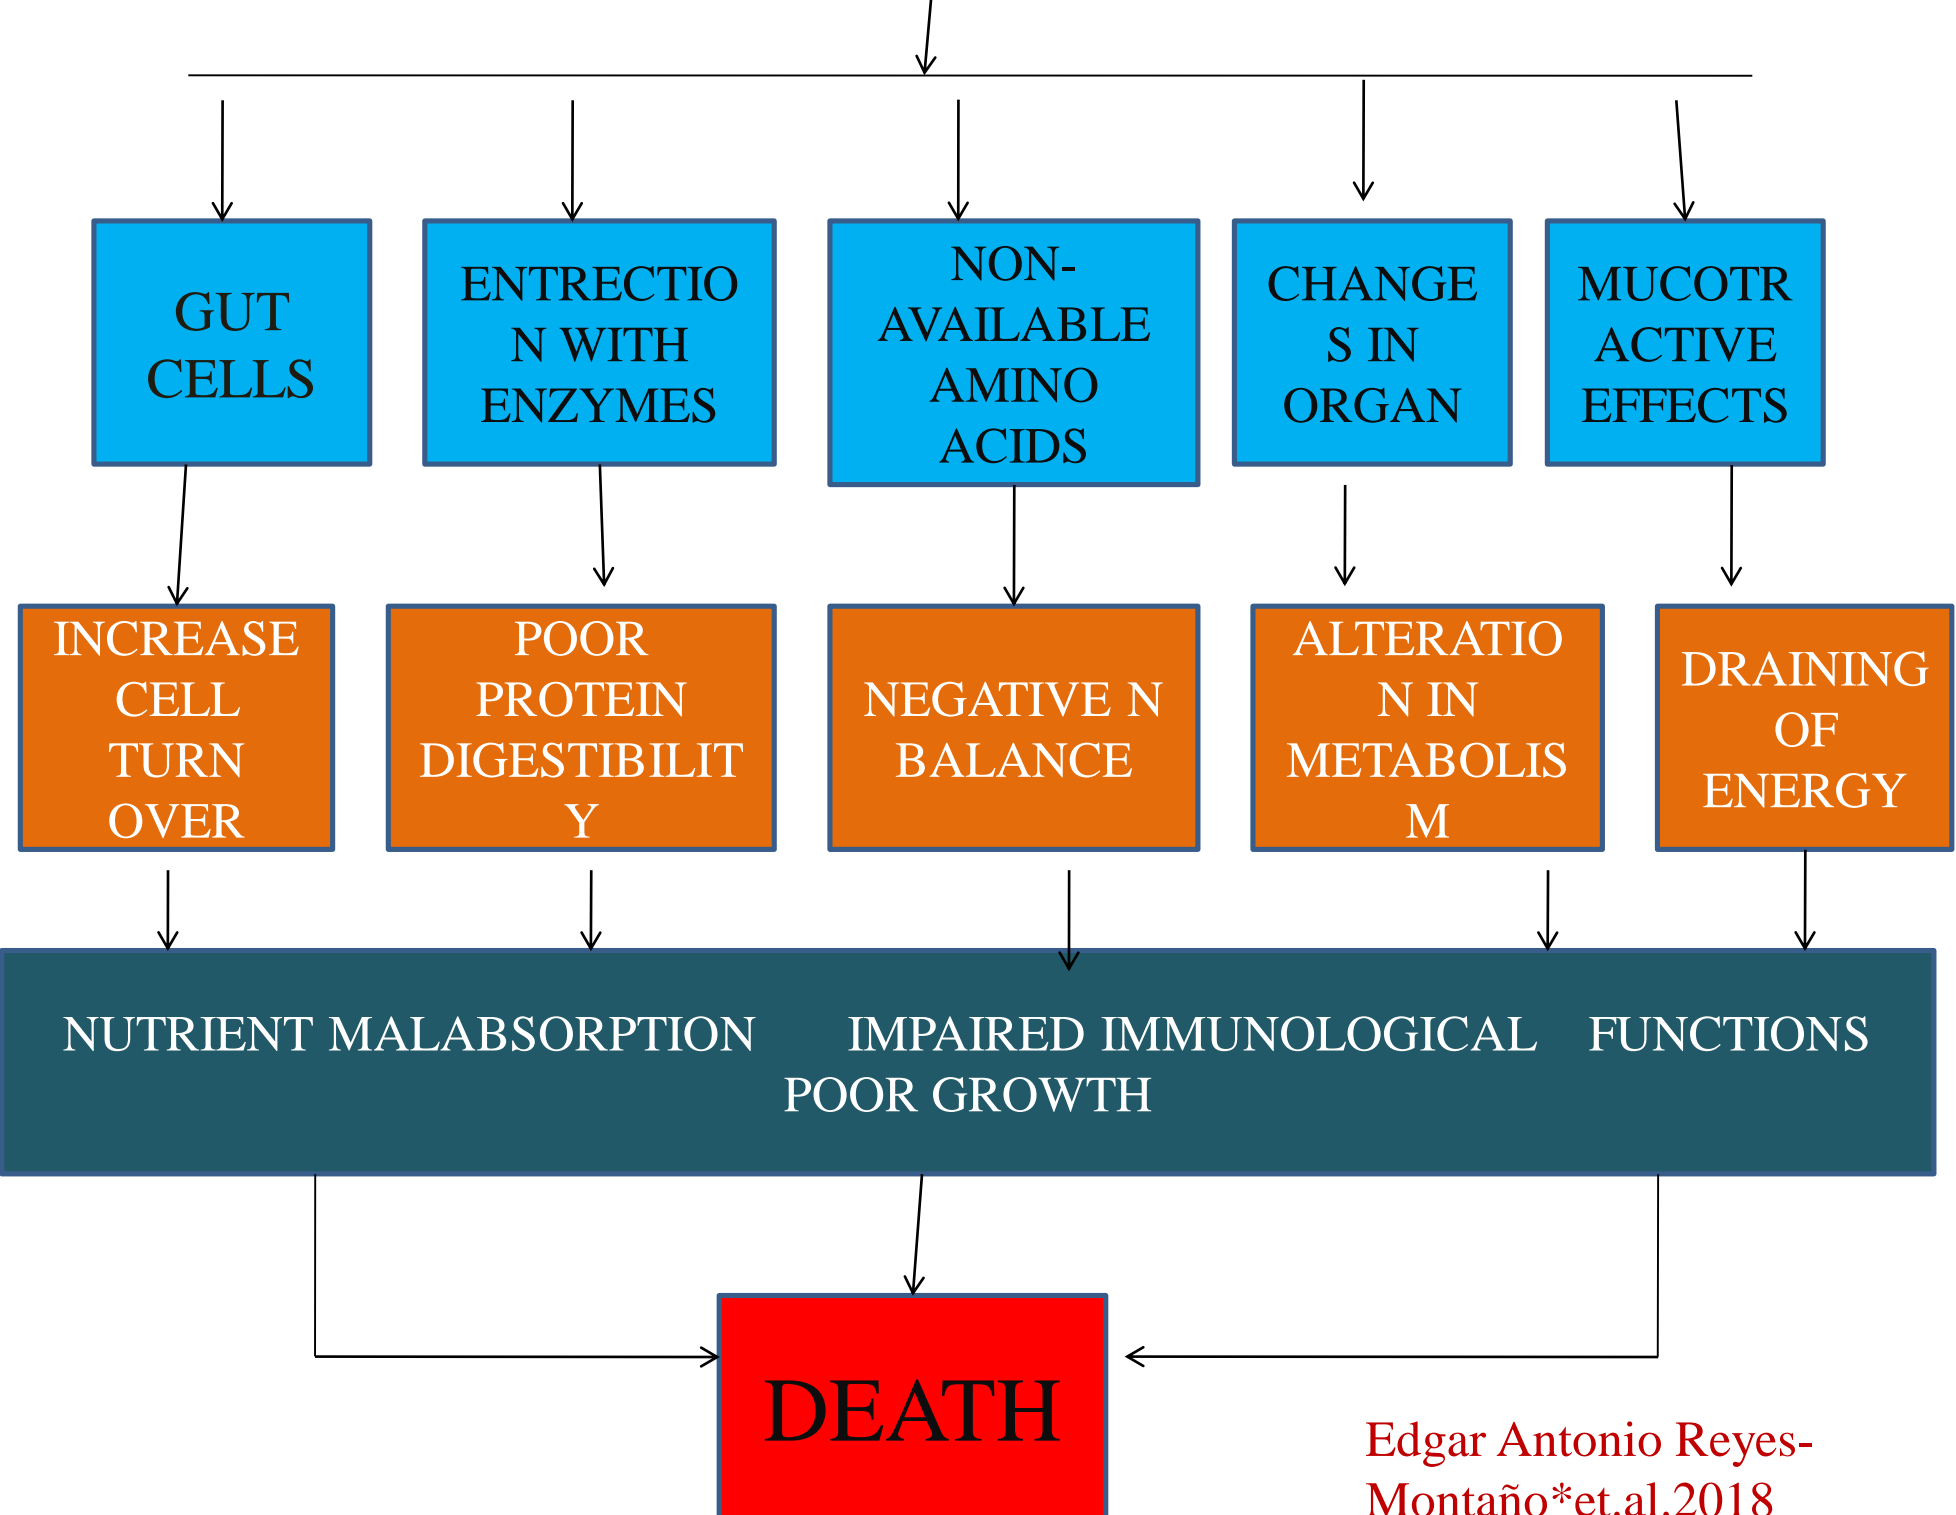 GUT
CELLS
ENTRECTIO
N WITH
ENZYMES
NON-
AVAILABLE
AMINO
ACIDS
CHANGE
S IN
ORGAN
MUCOTR
ACTIVE
EFFECTS
INCREASE
CELL
TURN
OVER
POOR
PROTEIN
DIGESTIBILIT
Y
NEGATIVE N
BALANCE
ALTERATIO
N IN
METABOLIS
M
DRAINING
OF
ENERGY
NUTRIENT MALABSORPTION IMPAIRED IMMUNOLOGICAL FUNCTIONS
POOR GROWTH
DEATH
Edgar Antonio Reyes-
Montaño*et.al.2018